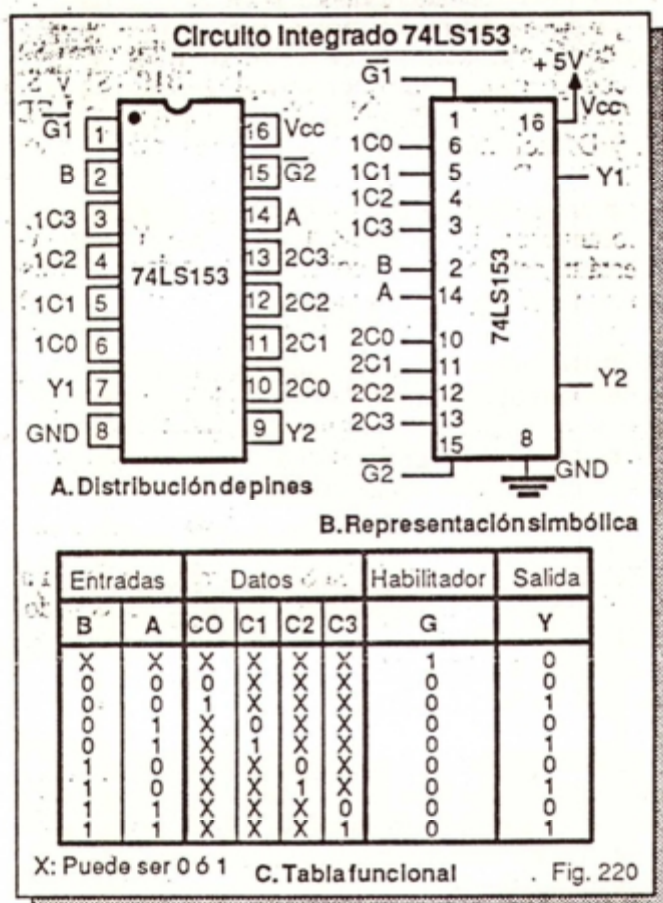 Circuito Integrado 74LS153
G1 1 16 Vcc
B 2 15 G2
1C3 3 14 A
1C2 4 13 2C3
74LS153
1C1 5 12 2C2
1C0 6 11 2C1
Y1 7 10 2C0
GND 8 9 Y2
A. Distribución de pines
G1
+ 5V
Vcc
1 16
1C0 6
1C1 5 Y1
1C2 4
1C3 3
B 2
A 14
74LS153
2C0 10
2C1 11
2C2 12 Y2
2C3 13
15 8
G2 GND
B. Representación simbólica
Entradas Datos Habilitador Salida
B A CO C1 C2 C3 G Y
X X X X X X 1 0
0 0 0 X X X 0 0
0 0 1 X X X 0 1
0 1 X 0 X X 0 0
0 1 X 1 X X 0 1
1 0 X X 0 X 0 0
1 0 X X 1 X 0 1
1 1 X X X 0 0 0
1 1 X X X 1 0 1
X: Puede ser 0 ó 1 C. Tabla funcional . Fig. 220